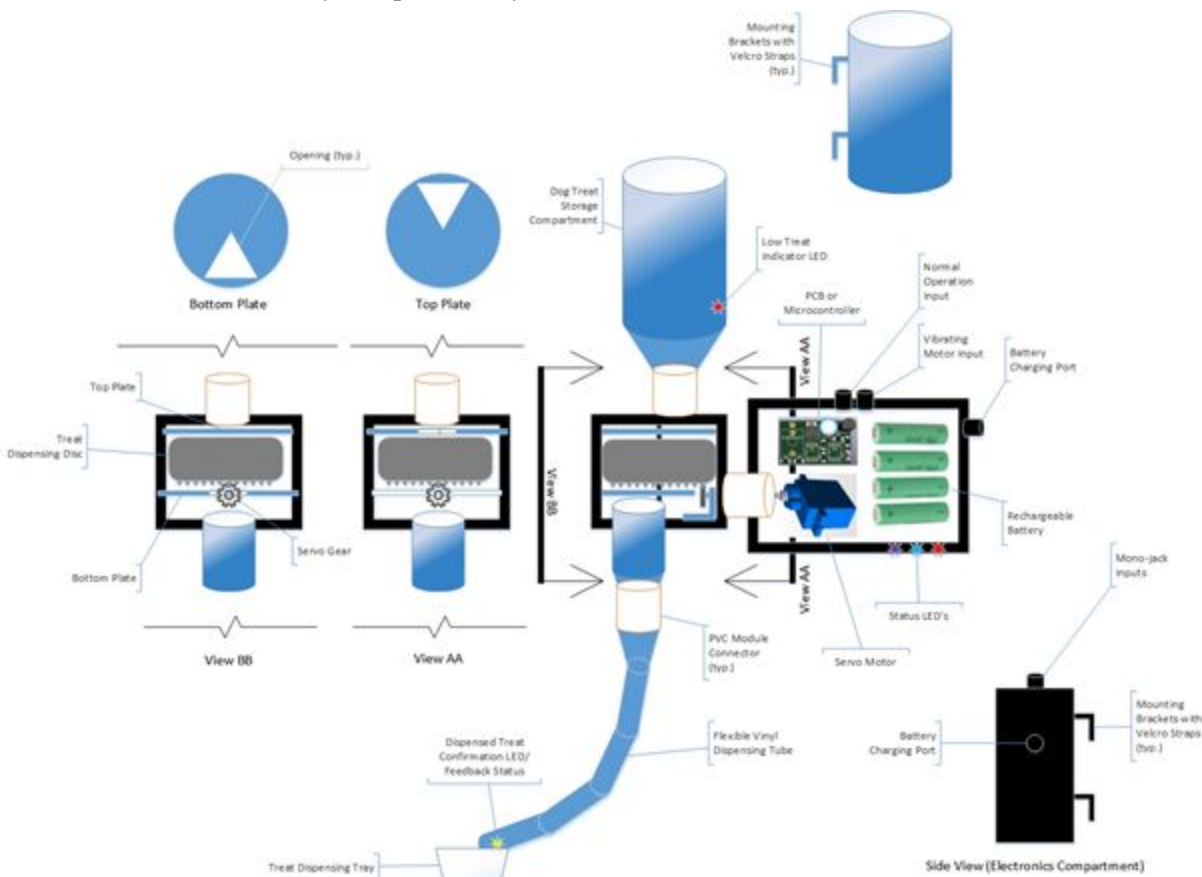 Mounting
Brackets with
Velcro Straps
(typ.)
Opening (typ.)
Dog Treat
Storage
Compartment
Low Treat
Indicator LED
Normal
Operation
Input
PCB or
Microcontroller
Bottom Plate
Top Plate
Vibrating
Motor Input
Battery
Charging Port
View AA
Top Plate
Treat
Dispensing Disc
View BB
Servo Gear
Bottom Plate
Rechargeable
Battery
Mono-jack
Inputs
View AA
Status LED's
View BB
View AA
PVC Module
Connector
(typ.)
Servo Motor
Mounting
Brackets with
Velcro Straps
(typ.)
Battery
Charging Port
Dispensed Treat
Confirmation LED/
Feedback Status
Flexible Vinyl
Dispensing Tube
Treat Dispensing Tray
Side View (Electronics Compartment)